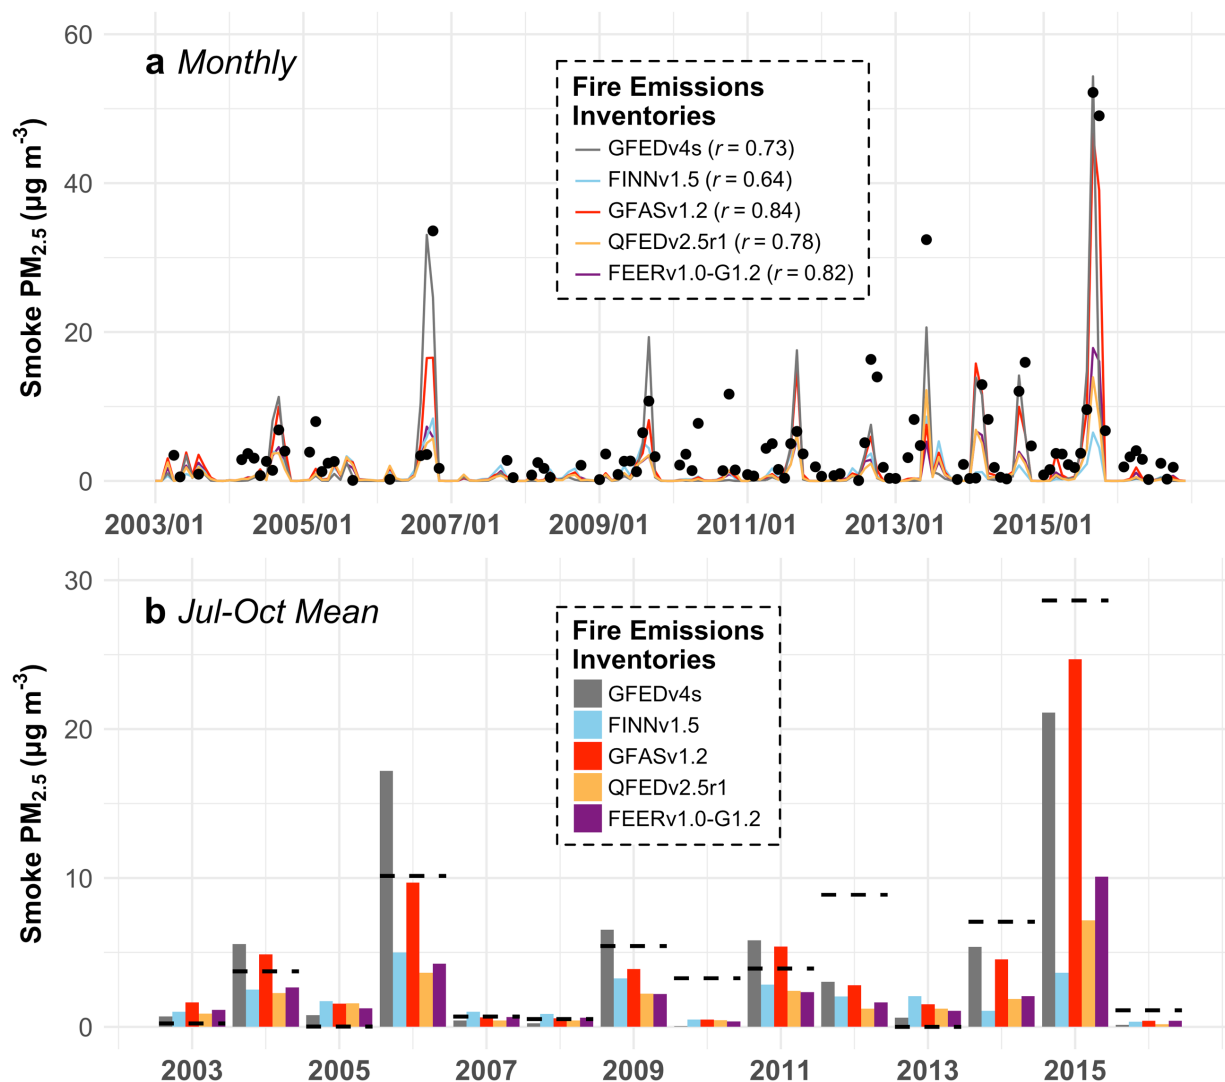 60
a Monthly
Fire Emissions
Inventories
GFEDv4s (r = 0.73)
FINNv1.5 (r = 0.64)
GFASv1.2 (r = 0.84)
QFEDv2.5r1 (r = 0.78)
FEERv1.0-G1.2 (r = 0.82)
40
20
0
Smoke PM2.5 (μg m-3)
2003/01 2005/01 2007/01 2009/01 2011/01 2013/01 2015/01
30
b Jul-Oct Mean
Fire Emissions
Inventories
GFEDv4s
FINNv1.5
GFASv1.2
QFEDv2.5r1
FEERv1.0-G1.2
20
10
0
Smoke PM2.5 (μg m-3)
2003 2005 2007 2009 2011 2013 2015